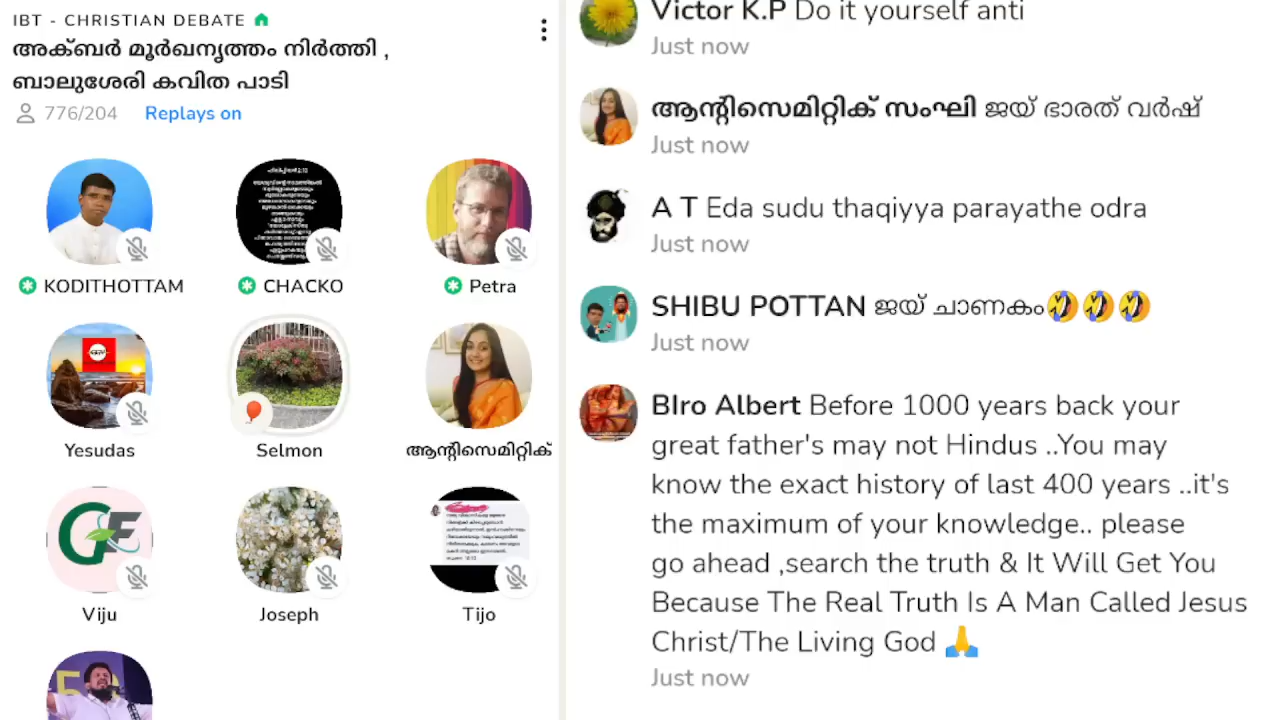 IBT - CHRISTIAN DEBATE
അക്ബർ മൂർഖനൃത്തം നിർത്തി ,
ബാലുശേരി കവിത പാടി
776/204 Replays on
KODITHOTTAM
CHACKO
Petra
Yesudas
Selmon
ആന്റിസെമിറ്റിക്
Viju
Joseph
Tijo
Victor K.P Do it yourself anti
Just now
ആന്റിസെമിറ്റിക് സംഘി ജയ് ഭാരത് വർഷ്
Just now
A T Eda sudu thaqiyya parayathe odra
Just now
SHIBU POTTAN ജയ് ചാണകം🤣🤣🤣
Just now
BIro Albert Before 1000 years back your
great father's may not Hindus ..You may
know the exact history of last 400 years ..it's
the maximum of your knowledge.. please
go ahead ,search the truth & It Will Get You
Because The Real Truth Is A Man Called Jesus
Christ/The Living God 🙏
Just now